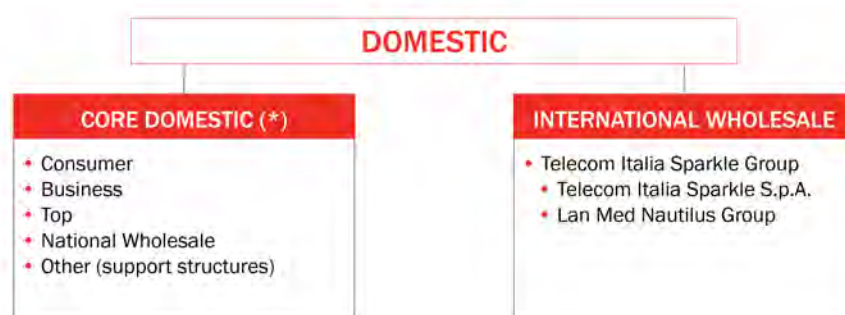 DOMESTIC
CORE DOMESTIC (*)
• Consumer
• Business
• Top
• National Wholesale
• Other (support structures)
INTERNATIONAL WHOLESALE
• Telecom Italia Sparkle Group
• Telecom Italia Sparkle S.p.A.
• Lan Med Nautilus Group